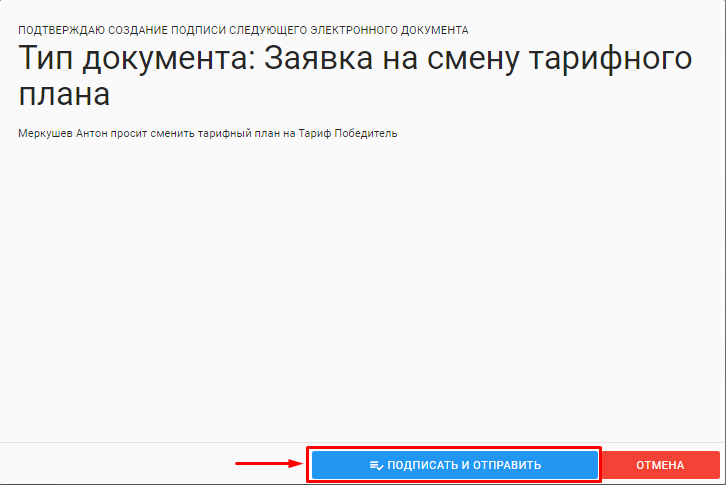 ПОДТВЕРЖДАЮ СОЗДАНИЕ ПОДПИСИ СЛЕДУЮЩЕГО ЭЛЕКТРОННОГО ДОКУМЕНТА
Тип документа: Заявка на смену тарифного
плана
Меркушев Антон просит сменить тарифный план на Тариф Победитель
ПОДПИСАТЬ И ОТПРАВИТЬ
ОТМЕНА